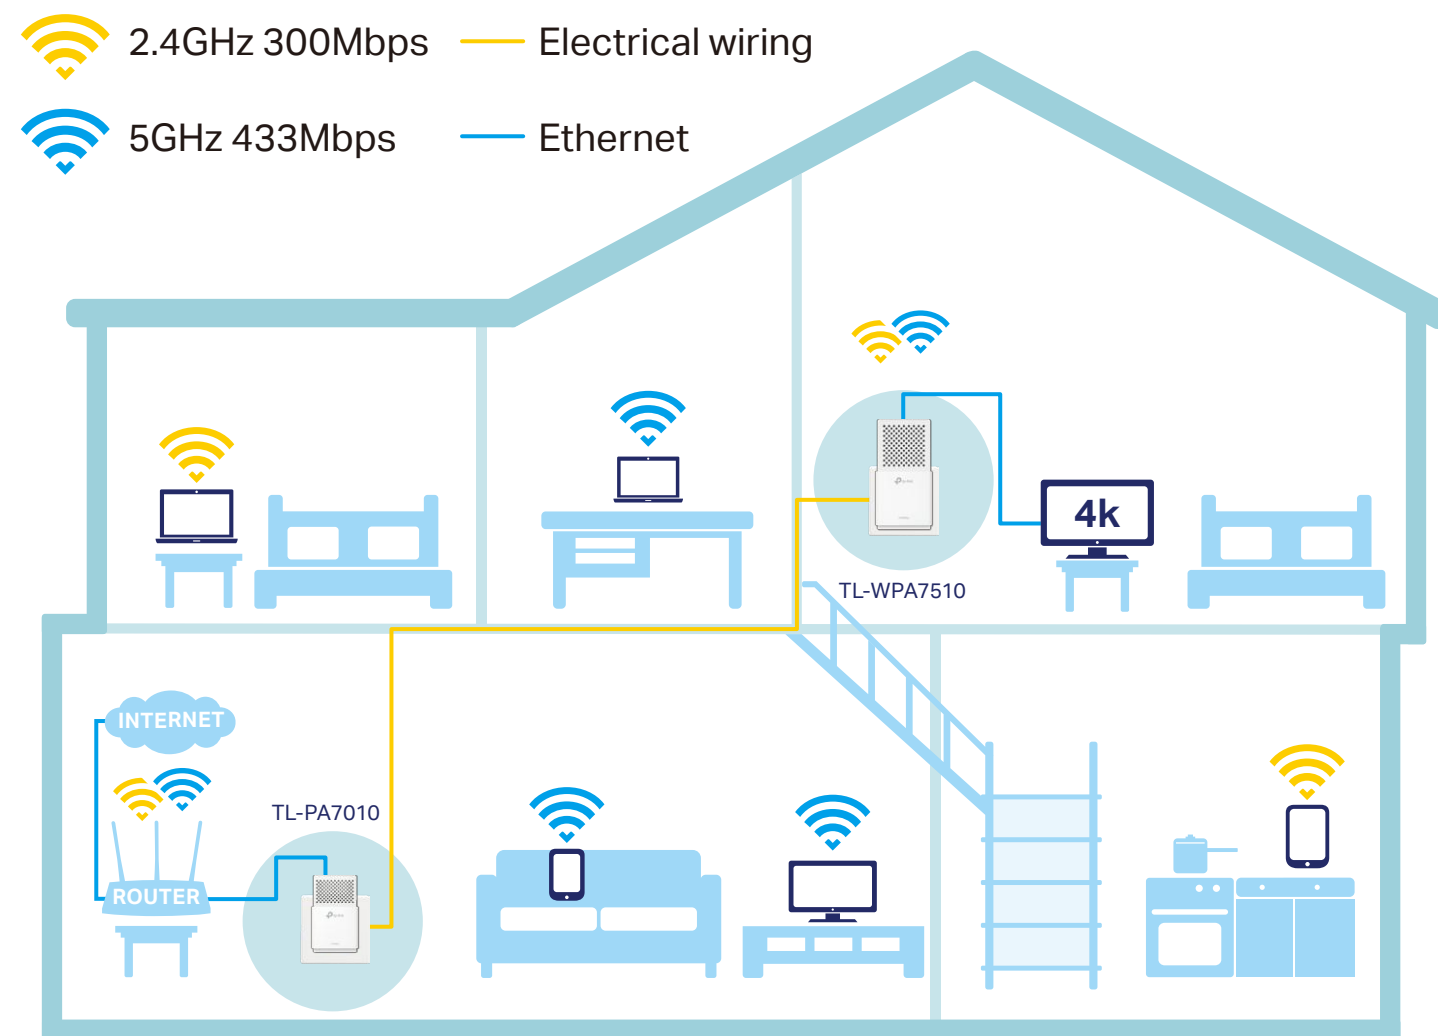 2.4GHz 300Mbps
Electrical wiring
5GHz 433Mbps
Ethernet
4k
TL-WPA7510
INTERNET
TL-PA7010
ROUTER